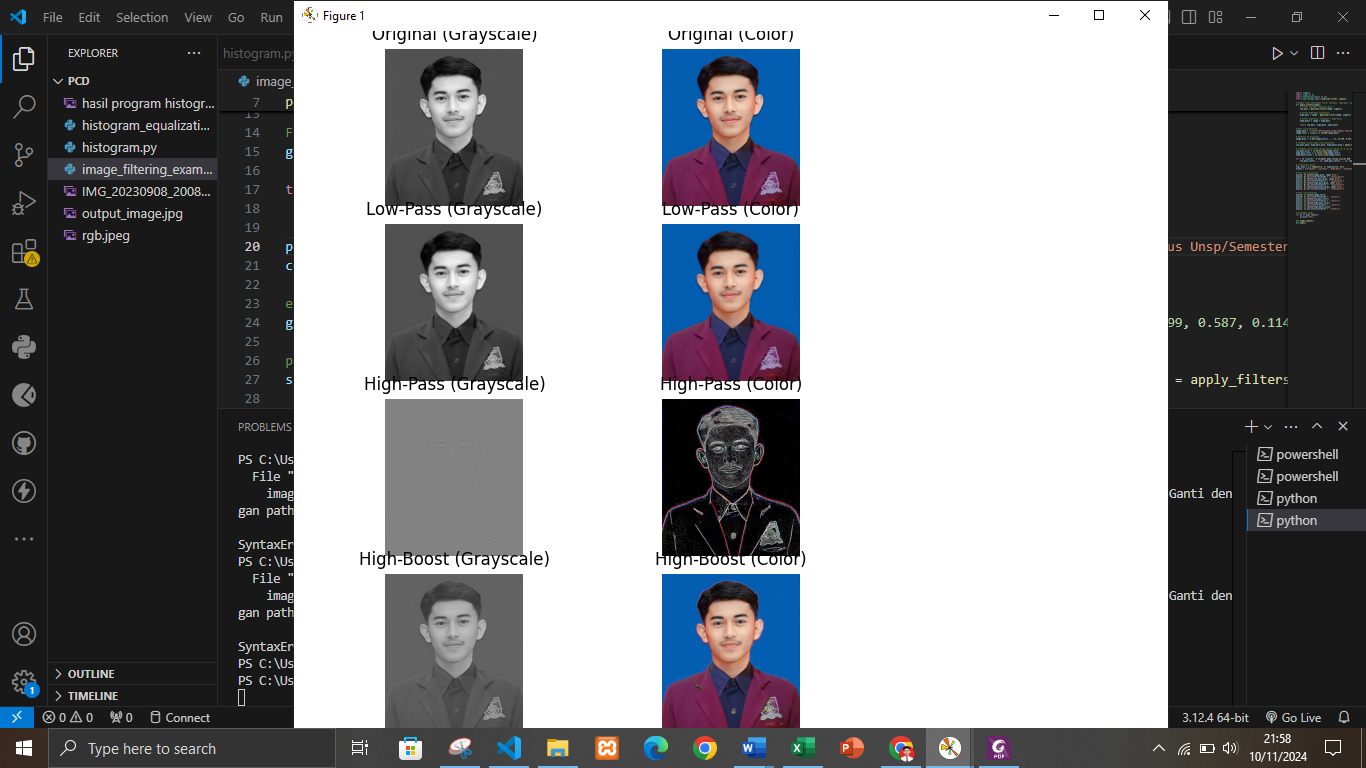 File Edit Selection View Go Run
Figure 1
EXPLORER
PCD
hasil program histogr...
histogram_equalizati...
histogram.py
image_filtering_exam...
IMG_20230908_2008...
output_image.jpg
rgb.jpeg
OUTLINE
TIMELINE
histogram.py
image_
7 p
13
14 F
15 g
16
17 t
18
19
20 p
21 c
22
23 e
24 g
25
26 p
27 s
28
us Unsp/Semester
99, 0.587, 0.114
= apply_filters
Original (Grayscale) Original (Color)
Low-Pass (Grayscale) Low-Pass (Color)
High-Pass (Grayscale) High-Pass (Color)
High-Boost (Grayscale) High-Boost (Color)
PROBLEMS
PS C:\Us
File "
imag
gan path
SyntaxEr
PS C:\Us
File "
imag
gan path
SyntaxEr
PS C:\Us
PS C:\Us
Ganti den
Ganti den
powershell
powershell
python
python
1
0 0 0 Connect
3.12.4 64-bit Go Live
Type here to search
21:58
10/11/2024